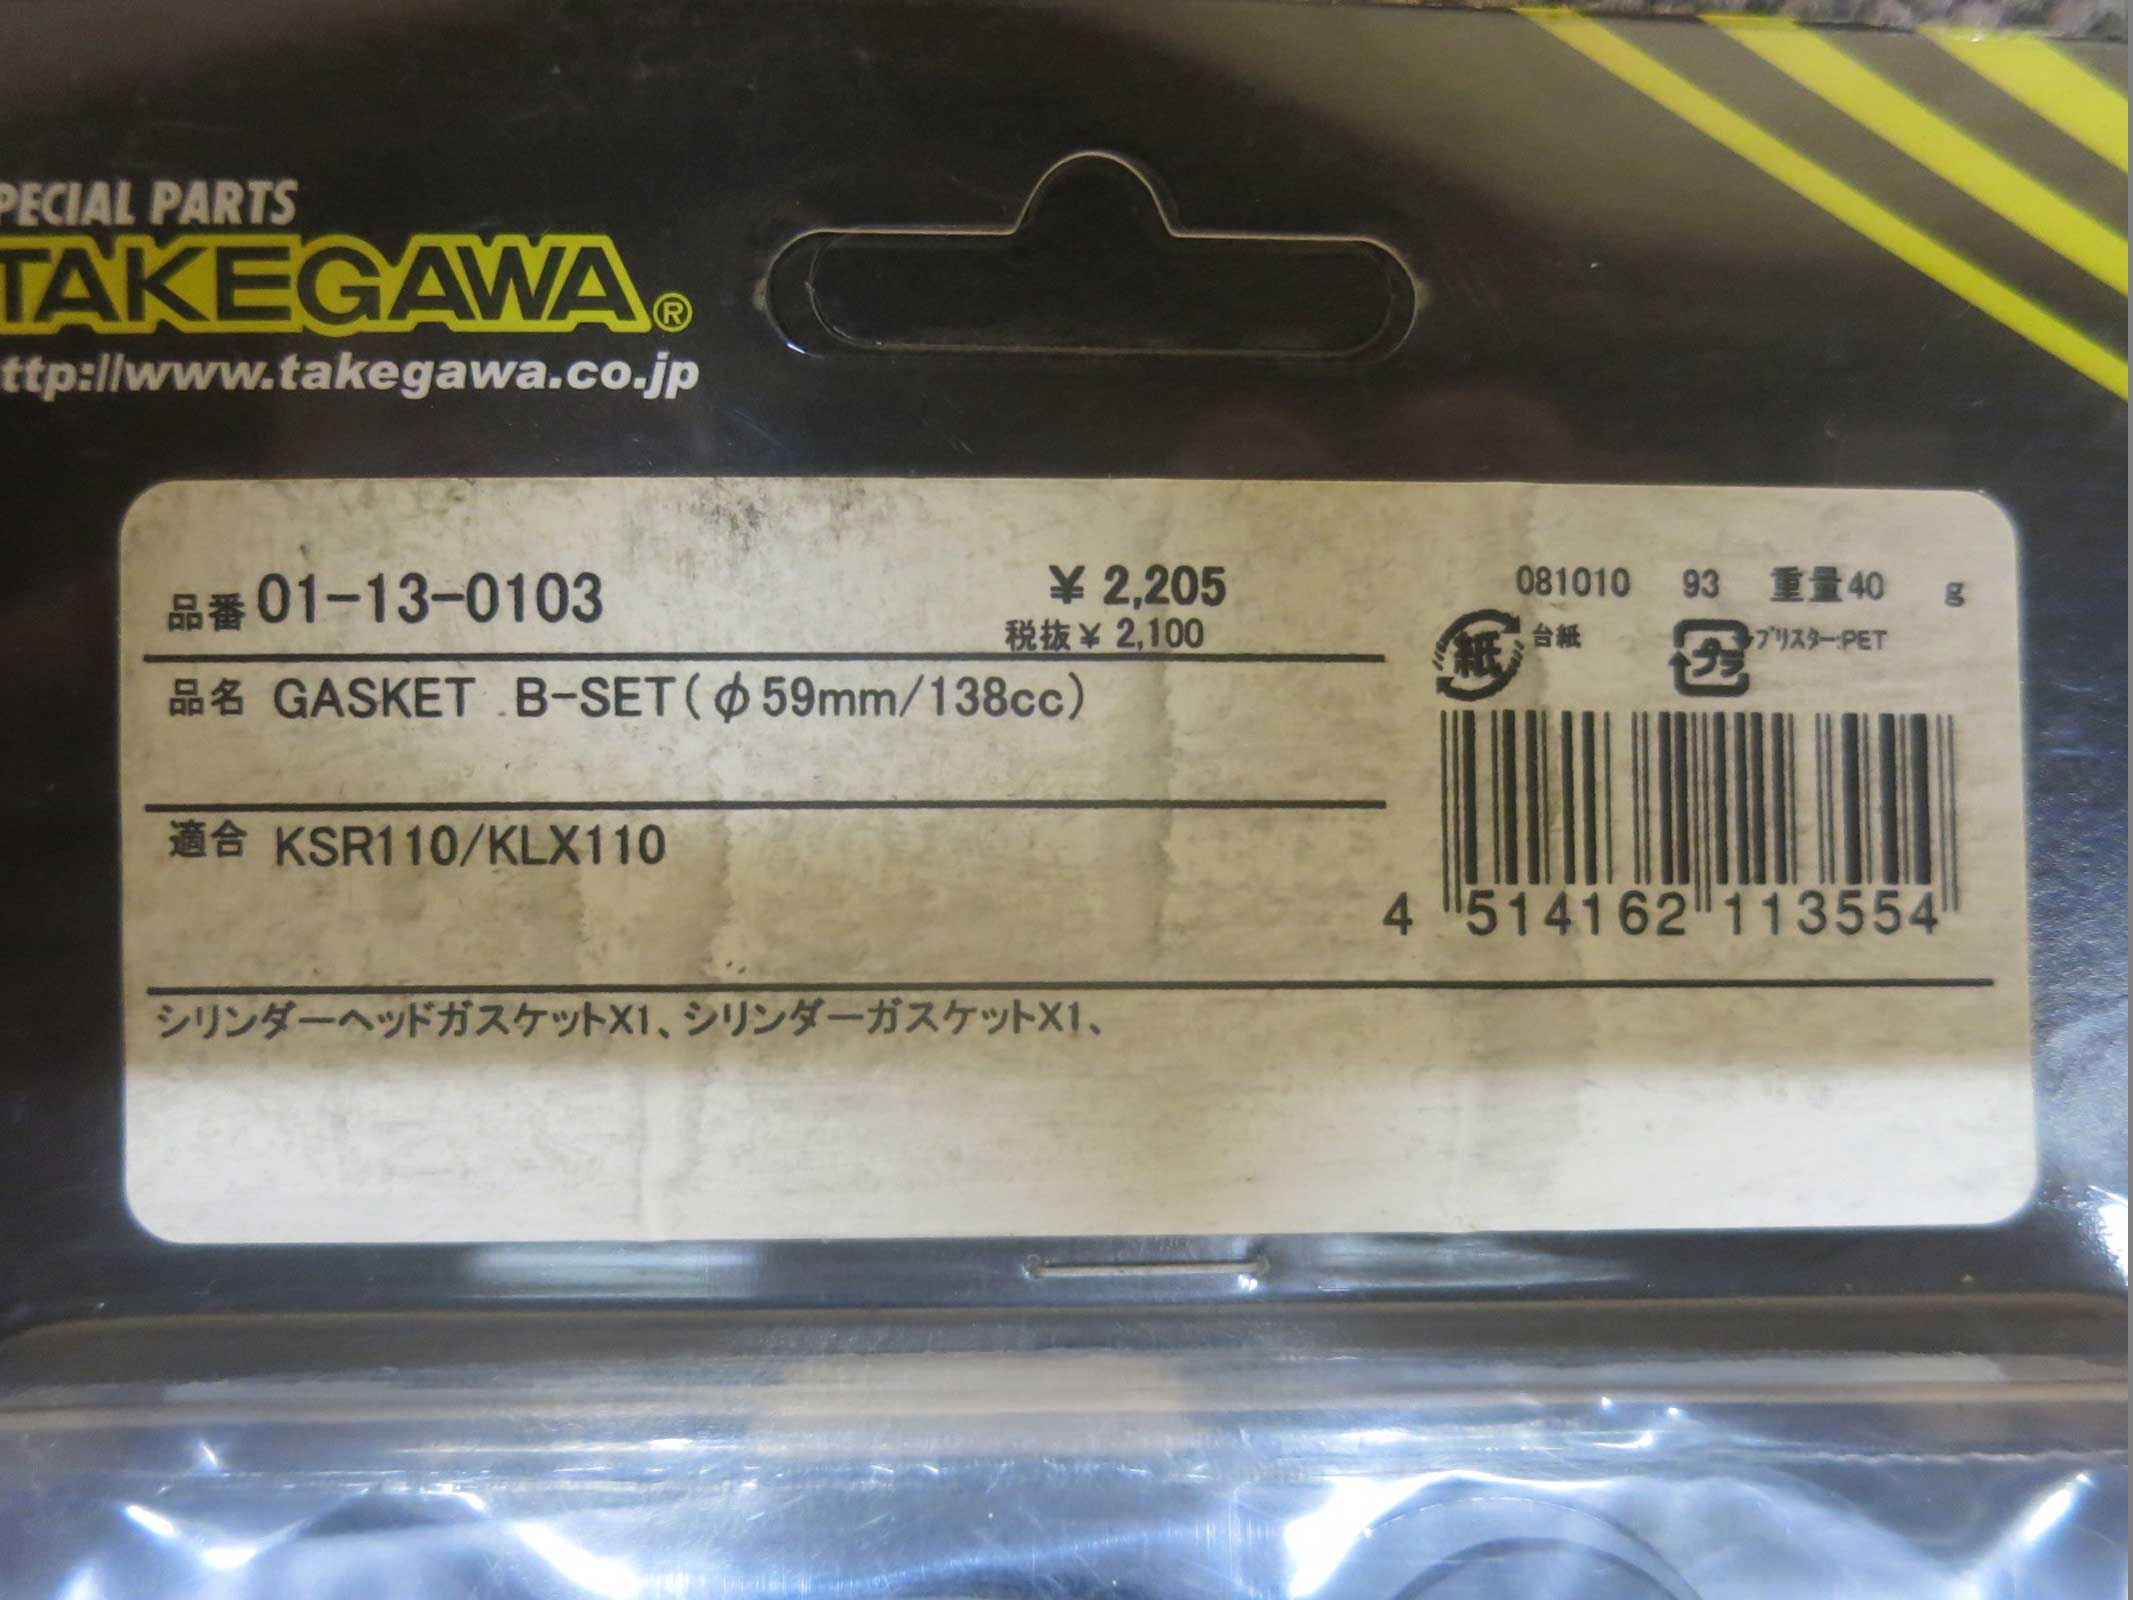 PECIAL PARTS
TAKEGAWA®
ttp://www.takegawa.co.jp
品番 01-13-0103
¥ 2,205
税抜¥ 2,100
081010 93 重量40 g
紙 台紙 プラ ブリスター:PET
品名 GASKET B-SET(φ59mm/138cc)
適合 KSR110/KLX110
4 514162 113554
シリンダーヘッドガスケットX1、シリンダーガスケットX1、